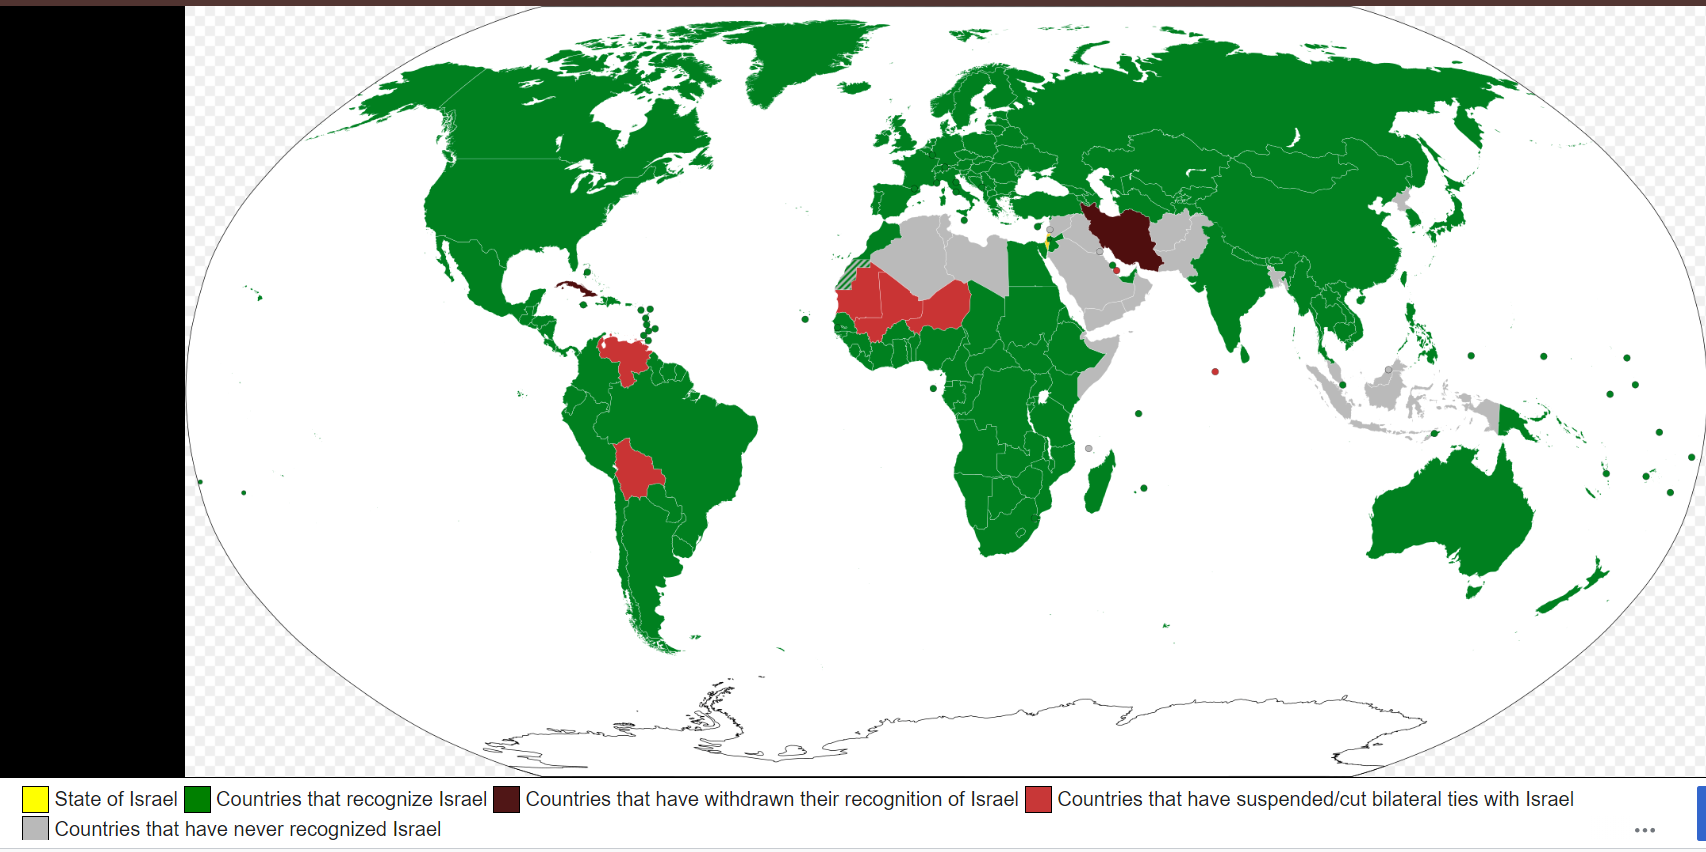 State of Israel Countries that recognize Israel Countries that have withdrawn their recognition of Israel Countries that have suspended/cut bilateral ties with Israel
Countries that have never recognized Israel